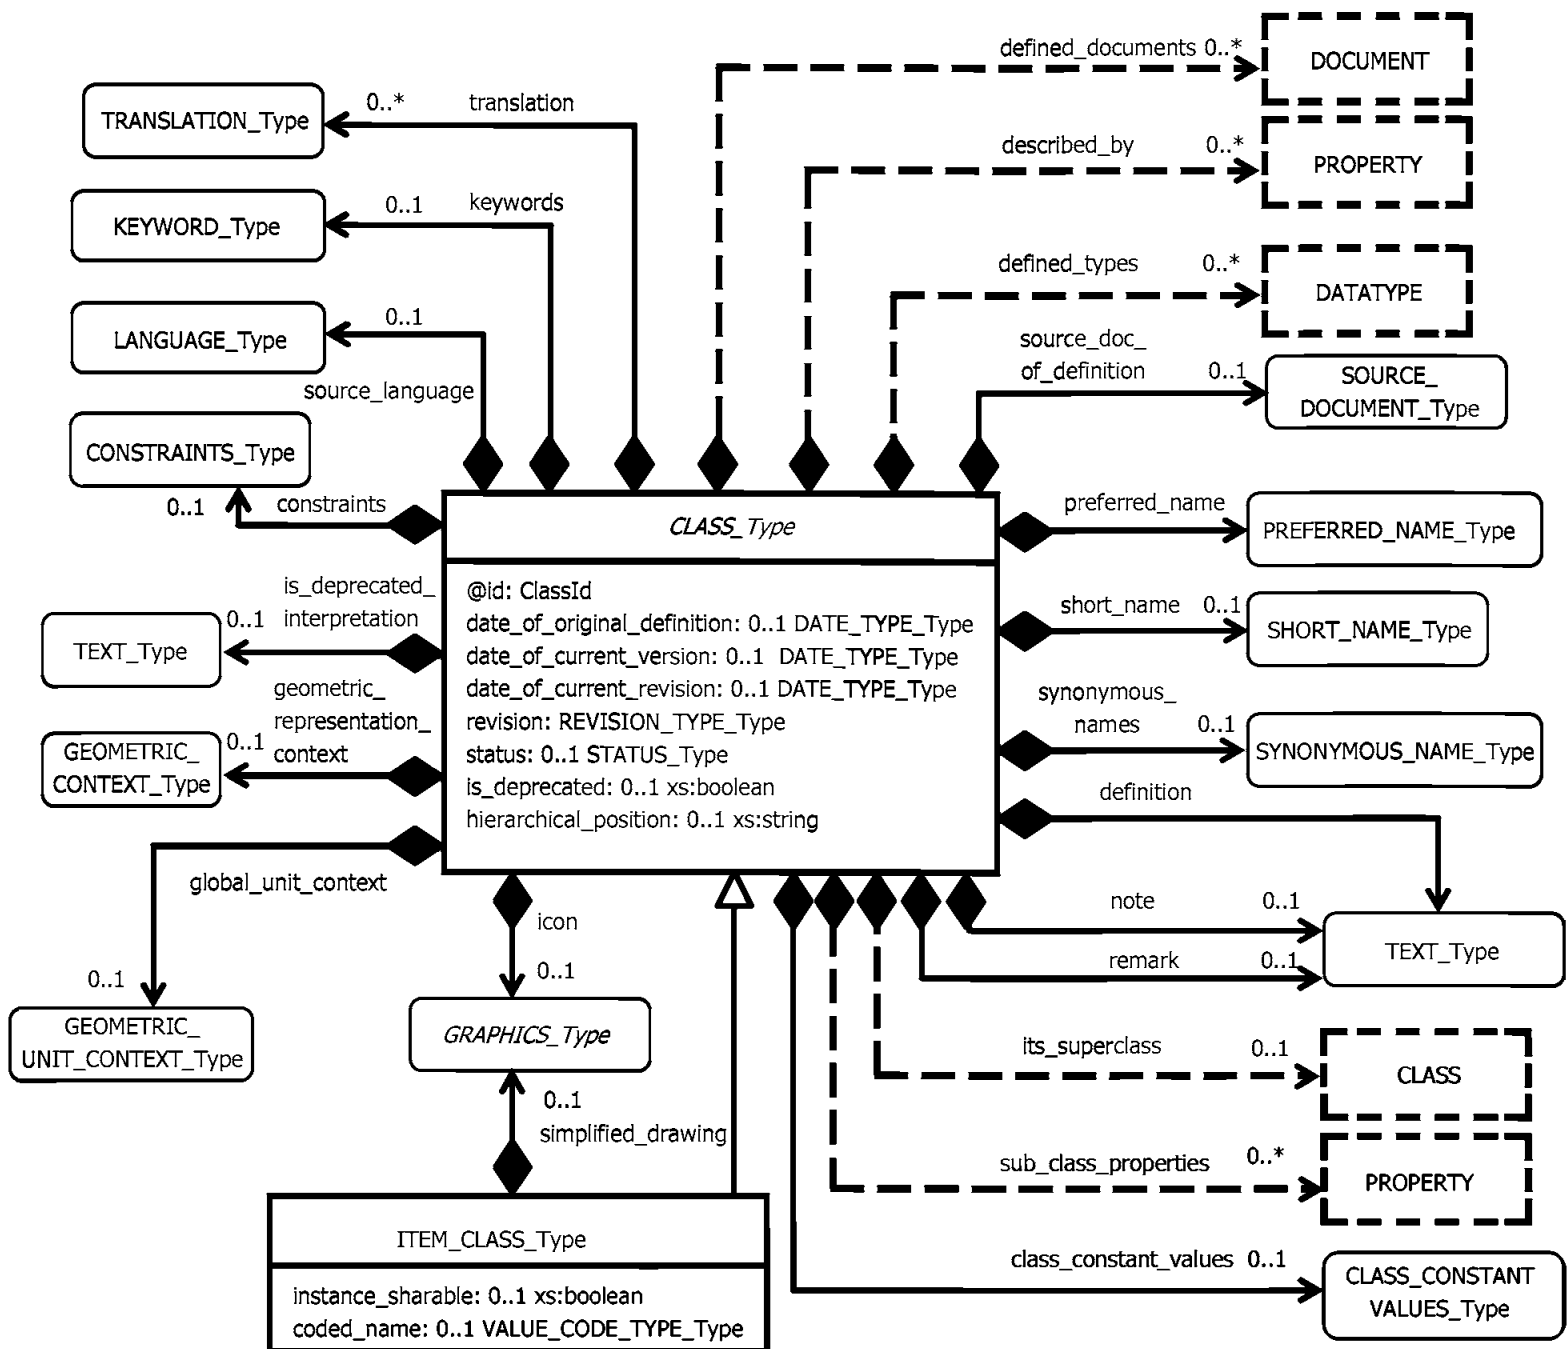 defined_documents 0..*
DOCUMENT
0..* translation
TRANSLATION_Type
described_by 0..*
PROPERTY
0..1 keywords
KEYWORD_Type
defined_types 0..*
DATATYPE
0..1
LANGUAGE_Type
source_language
source_doc_
of_definition 0..1
SOURCE_
DOCUMENT_Type
CONSTRAINTS_Type
0..1 constraints
CLASS_Type
preferred_name
PREFERRED_NAME_Type
is_deprecated_
interpretation
0..1
TEXT_Type
@id: ClassId
date_of_original_definition: 0..1 DATE_TYPE_Type
date_of_current_version: 0..1 DATE_TYPE_Type
date_of_current_revision: 0..1 DATE_TYPE_Type
revision: REVISION_TYPE_Type
status: 0..1 STATUS_Type
is_deprecated: 0..1 xs:boolean
hierarchical_position: 0..1 xs:string
short_name 0..1
SHORT_NAME_Type
geometric_
representation_
context
0..1
GEOMETRIC_
CONTEXT_Type
synonymous_
names 0..1
SYNONYMOUS_NAME_Type
definition
global_unit_context
0..1
GEOMETRIC_
UNIT_CONTEXT_Type
icon
0..1
GRAPHICS_Type
note 0..1
remark 0..1
TEXT_Type
its_superclass 0..1
CLASS
0..1
simplified_drawing
sub_class_properties 0..*
PROPERTY
ITEM_CLASS_Type
instance_sharable: 0..1 xs:boolean
coded_name: 0..1 VALUE_CODE_TYPE_Type
class_constant_values 0..1
CLASS_CONSTANT
VALUES_Type